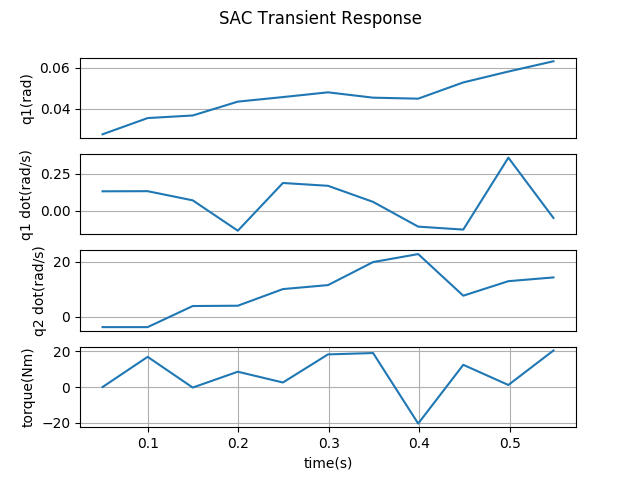 SAC Transient Response
q1(rad)
0.06
0.04
q1 dot(rad/s)
0.25
0.00
q2 dot(rad/s)
20
0
torque(Nm)
20
0
−20
0.1 0.2 0.3 0.4 0.5
time(s)